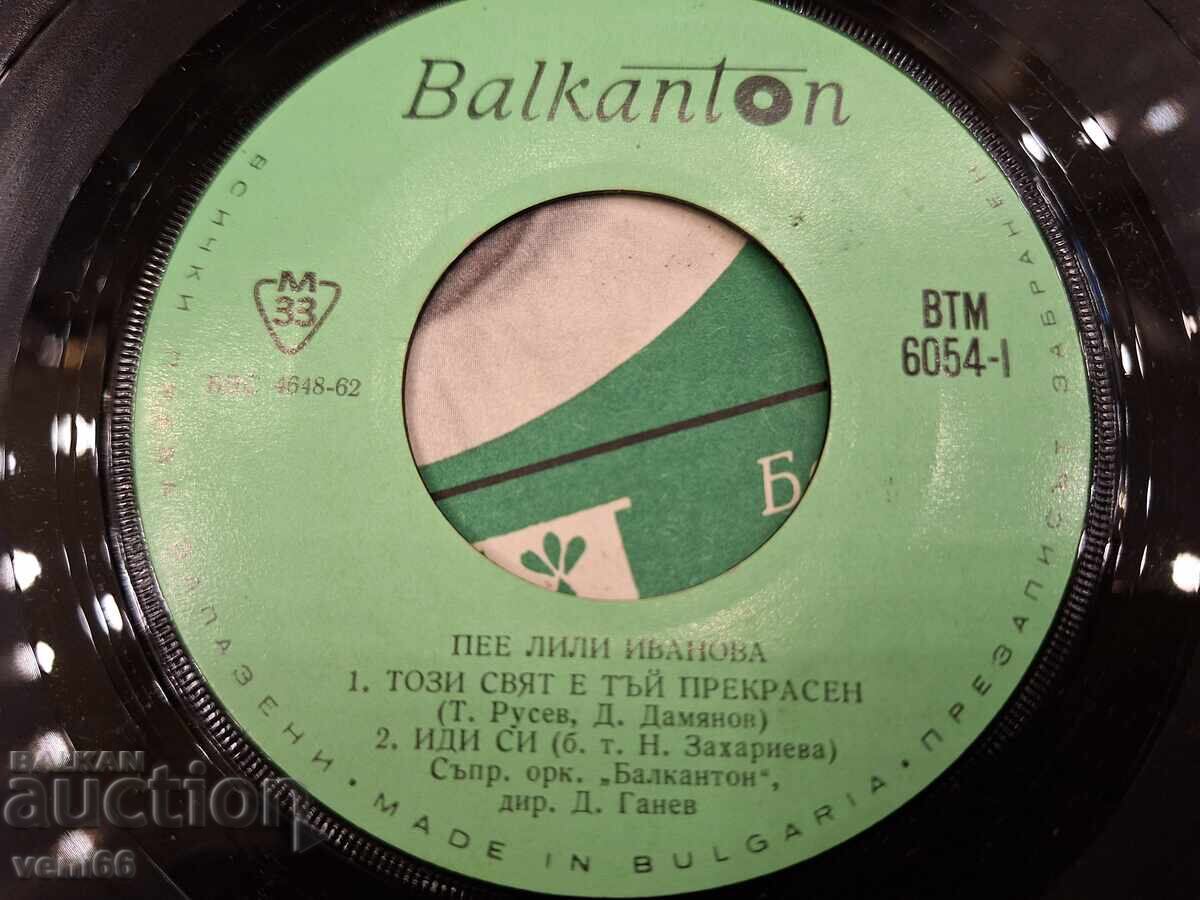 Balkanton
ВСИЧКИ ПРАВА ЗАПАЗЕНИ · MADE IN BULGARIA · ПРЕЗАПИСЪТ ЗАБРАНЕН
М
33
БДС 4648-62
ВТМ
6054-I
Б
ПЕЕ ЛИЛИ ИВАНОВА
1. ТОЗИ СВЯТ Е ТЪЙ ПРЕКРАСЕН
(Т. Русев, Д. Дамянов)
2. ИДИ СИ (б. т. Н. Захариева)
Съпр. орк. „Балкантон“,
дир. Д. Ганев
BALKAN
auction
vem66